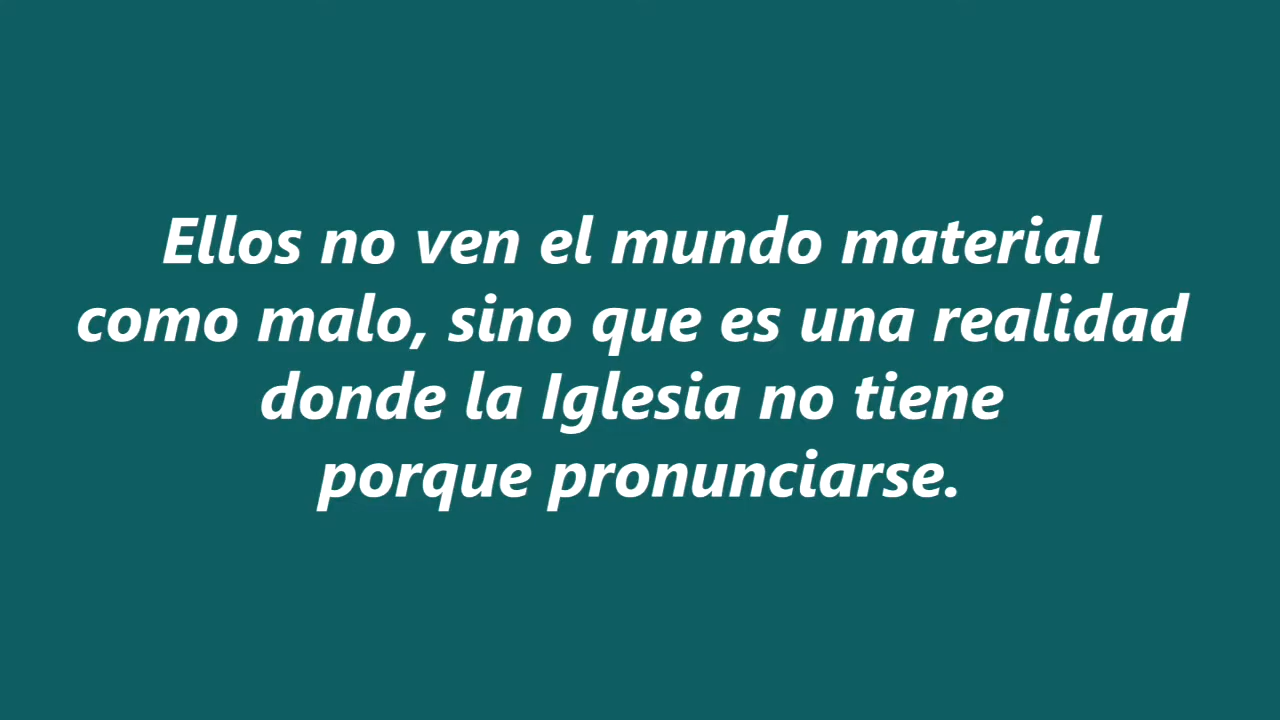 Ellos no ven el mundo material
como malo, sino que es una realidad
donde la Iglesia no tiene
porque pronunciarse.